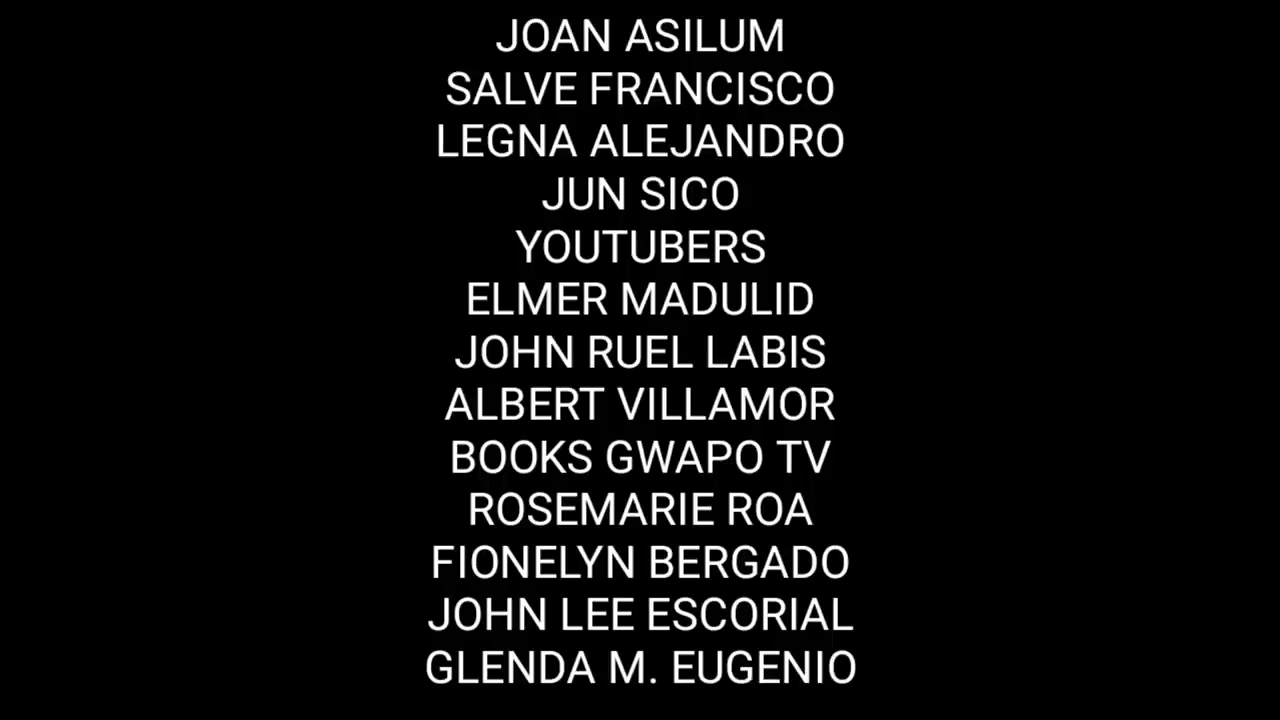 JOAN ASILUM
SALVE FRANCISCO
LEGNA ALEJANDRO
JUN SICO
YOUTUBERS
ELMER MADULID
JOHN RUEL LABIS
ALBERT VILLAMOR
BOOKS GWAPO TV
ROSEMARIE ROA
FIONELYN BERGADO
JOHN LEE ESCORIAL
GLENDA M. EUGENIO